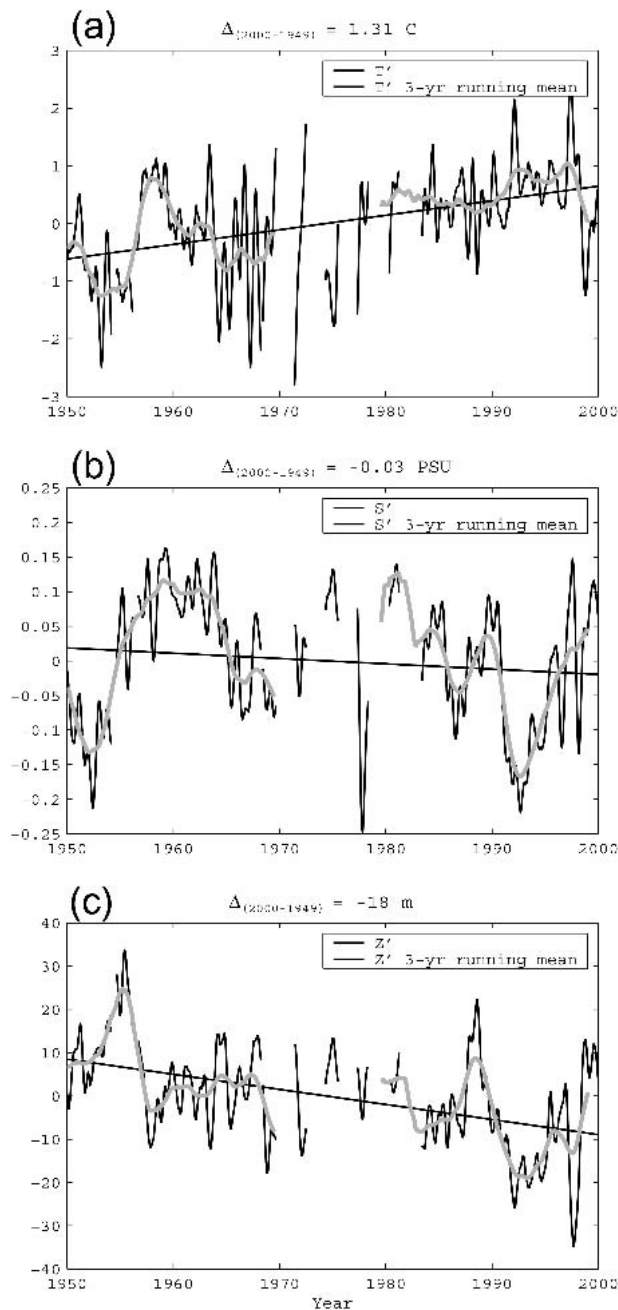 (a)
Δ(2000-1949) = 1.31 C
3
T'
T' 3-yr running mean
2
1
0
-1
-2
-3
1950 1960 1970 1980 1990 2000
(b)
Δ(2000-1948) = -0.03 PSU
0.25
S'
S' 3-yr running mean
0.2
0.15
0.1
0.05
0
-0.05
-0.1
-0.15
-0.2
-0.25
1950 1960 1970 1980 1990 2000
(c)
Δ(2000-1949) = -18 m
40
Z'
Z' 3-yr running mean
30
20
10
0
-10
-20
-30
-40
1950 1960 1970 1980 1990 2000
Year